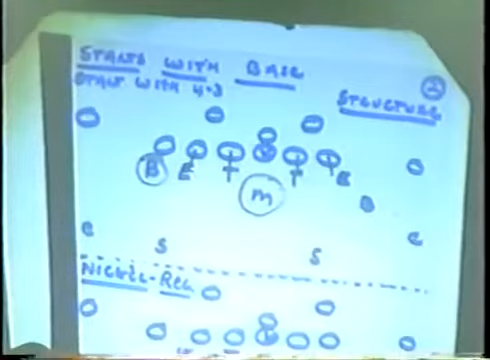 STARTS WITH BASE
START WITH 4-3
2
STRUCTURE
B E T T E
M B
C S S C
NICKEL-REG